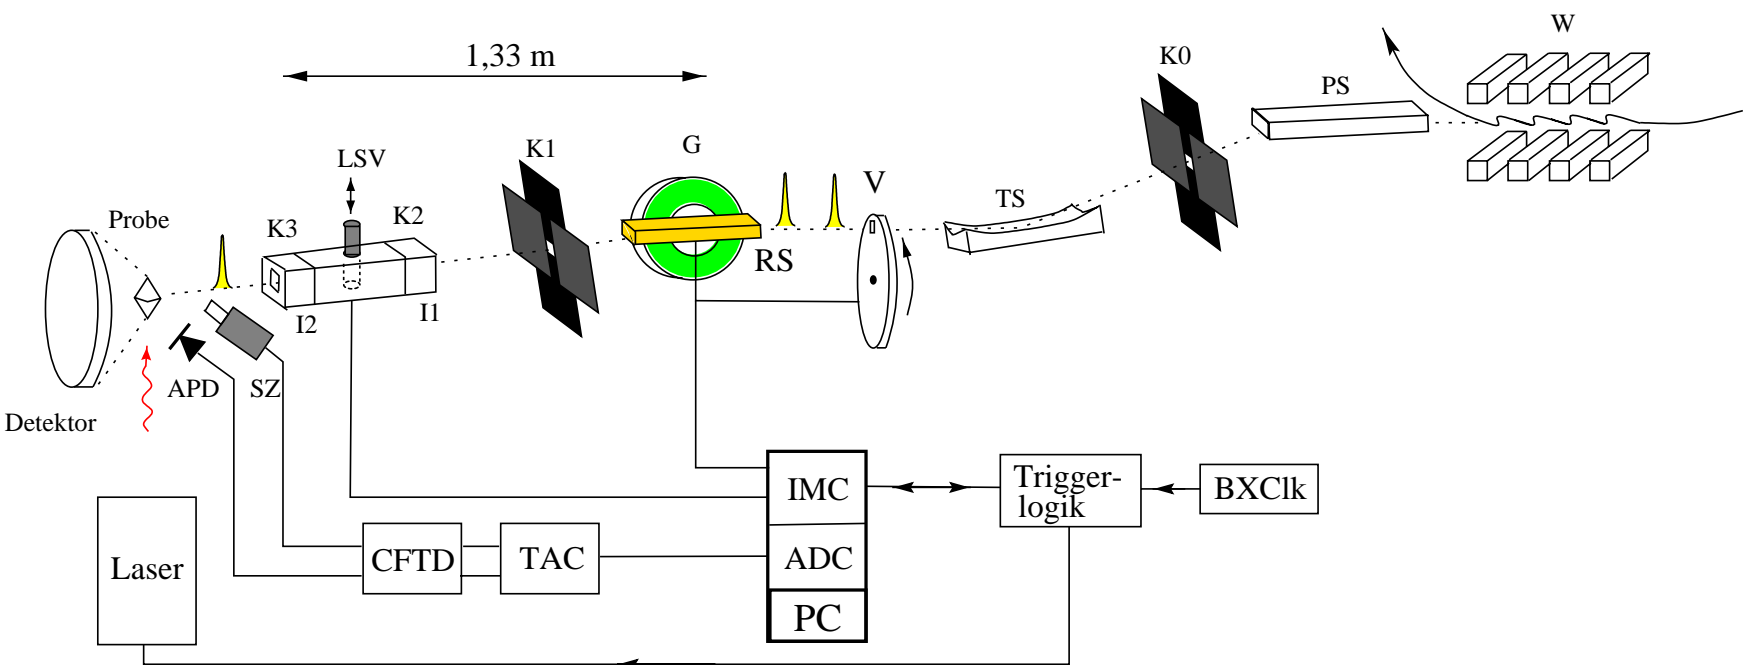 W
K0
1,33 m
PS
G
K1
LSV
V
TS
Probe
K2
K3
RS
I1
I2
APD
SZ
Detektor
IMC
Trigger-
logik
BXClk
CFTD
TAC
ADC
Laser
PC